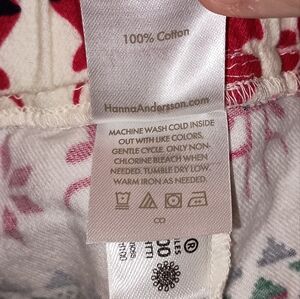 100% Cotton
HannaAndersson.com
MACHINE WASH COLD INSIDE
OUT WITH LIKE COLORS,
GENTLE CYCLE. ONLY NON-
CHLORINE BLEACH WHEN
NEEDED. TUMBLE DRY LOW.
WARM IRON AS NEEDED.